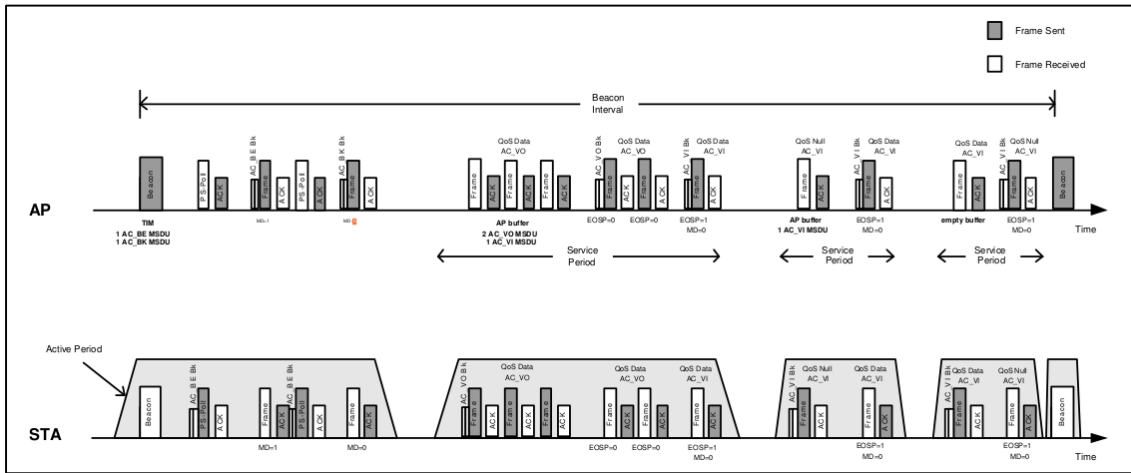 Frame Sent
Frame Received
Beacon
Interval
AC_BE Bk
AC_BK Bk
QoS Data
AC_VO
AC_VO Bk
QoS Data
AC_VO
AC_VI Bk
QoS Data
AC_VI
QoS Null
AC_VI
AC_VI Bk
QoS Data
AC_VI
QoS Data
AC_VI
AC_VI Bk
QoS Null
AC_VI
AP
Beacon
PS-Poll
ACK
Frame
ACK
PS-Poll
ACK
Frame
ACK
Frame
ACK
Frame
ACK
Frame
ACK
Frame
ACK
Frame
ACK
Frame
ACK
Frame
ACK
Frame
ACK
Frame
ACK
Frame
ACK
Beacon
TIM
1 AC_BE MSDU
1 AC_BK MSDU
MD=1
AP buffer
2 AC_VO MSDU
1 AC_VI MSDU
EOSP=0
EOSP=0
EOSP=1
MD=0
AP buffer
1 AC_VI MSDU
EOSP=1
MD=0
empty buffer
EOSP=1
MD=0
Time
Service
Period
Service
Period
Service
Period
Active Period
AC_BE Bk
AC_BE Bk
AC_VO Bk
QoS Data
AC_VO
QoS Data
AC_VO
QoS Data
AC_VI
AC_VI Bk
QoS Null
AC_VI
QoS Data
AC_VI
AC_VI Bk
QoS Data
AC_VI
QoS Null
AC_VI
STA
Beacon
PS-Poll
ACK
Frame
ACK
PS-Poll
ACK
Frame
ACK
Frame
ACK
Frame
ACK
Frame
ACK
Frame
ACK
Frame
ACK
Frame
ACK
Frame
ACK
Frame
ACK
Frame
ACK
Frame
ACK
Beacon
MD=1
MD=0
EOSP=0
EOSP=0
EOSP=1
MD=0
EOSP=1
MD=0
EOSP=1
MD=0
Time